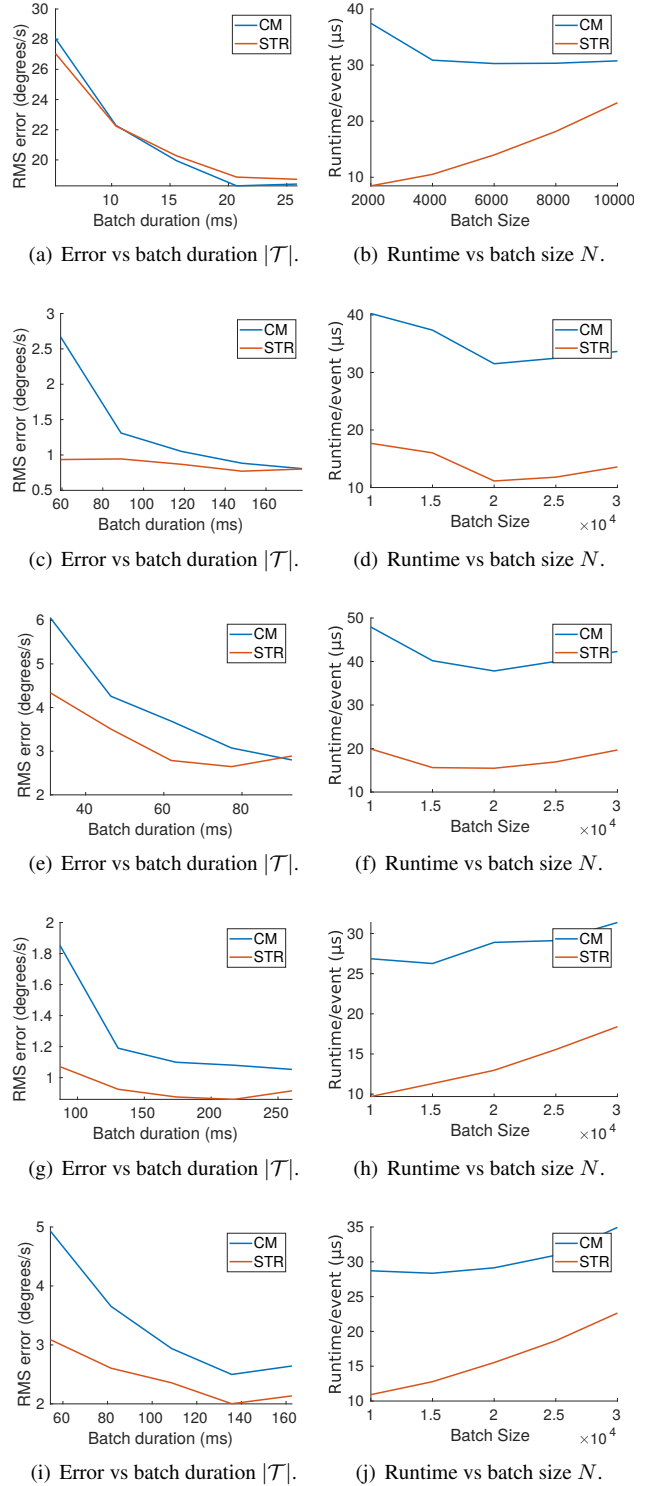 30
28
26
24
22
20
10 15 20 25
RMS error (degrees/s)
Batch duration (ms)
CM
STR
(a) Error vs batch duration |𝒯|.
40
30
20
10
2000 4000 6000 8000 10000
Runtime/event (µs)
Batch Size
CM
STR
(b) Runtime vs batch size N.
3
2.5
2
1.5
1
0.5
60 80 100 120 140 160
RMS error (degrees/s)
Batch duration (ms)
CM
STR
(c) Error vs batch duration |𝒯|.
40
30
20
10
1 1.5 2 2.5 3
×10⁴
Runtime/event (µs)
Batch Size
CM
STR
(d) Runtime vs batch size N.
6
5
4
3
2
40 60 80
RMS error (degrees/s)
Batch duration (ms)
CM
STR
(e) Error vs batch duration |𝒯|.
50
40
30
20
10
1 1.5 2 2.5 3
×10⁴
Runtime/event (µs)
Batch Size
CM
STR
(f) Runtime vs batch size N.
2
1.8
1.6
1.4
1.2
1
100 150 200 250
RMS error (degrees/s)
Batch duration (ms)
CM
STR
(g) Error vs batch duration |𝒯|.
30
25
20
15
10
1 1.5 2 2.5 3
×10⁴
Runtime/event (µs)
Batch Size
CM
STR
(h) Runtime vs batch size N.
5
4
3
2
60 80 100 120 140 160
RMS error (degrees/s)
Batch duration (ms)
CM
STR
(i) Error vs batch duration |𝒯|.
35
30
25
20
15
10
1 1.5 2 2.5 3
×10⁴
Runtime/event (µs)
Batch Size
CM
STR
(j) Runtime vs batch size N.